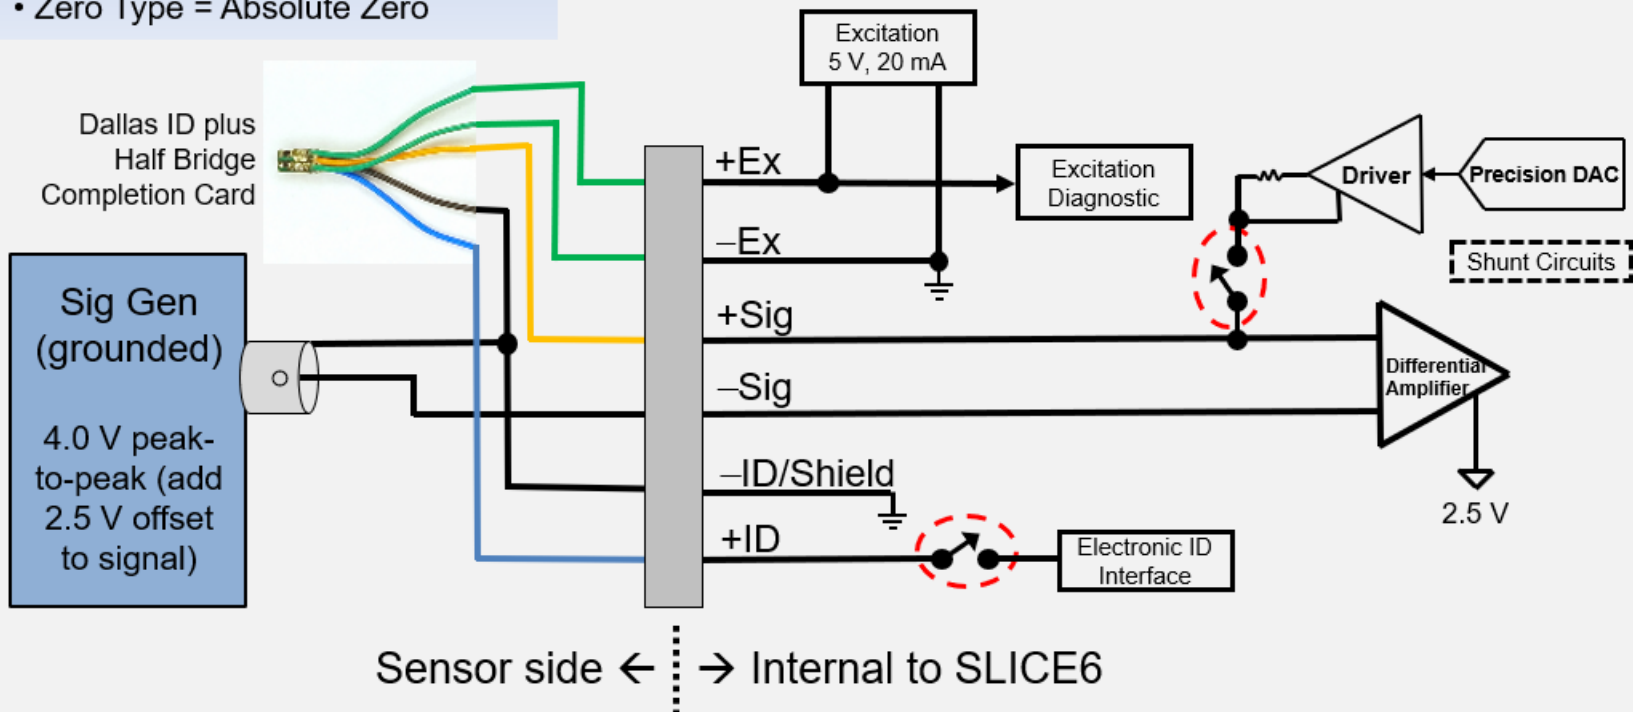 • Zero Type = Absolute Zero
Excitation
5 V, 20 mA
Dallas ID plus
Half Bridge
Completion Card
+Ex
Excitation
Diagnostic
Driver
Precision DAC
–Ex
Shunt Circuits
Sig Gen
(grounded)
4.0 V peak-
to-peak (add
2.5 V offset
to signal)
+Sig
–Sig
Differential
Amplifier
2.5 V
–ID/Shield
+ID
Electronic ID
Interface
Sensor side ← → Internal to SLICE6